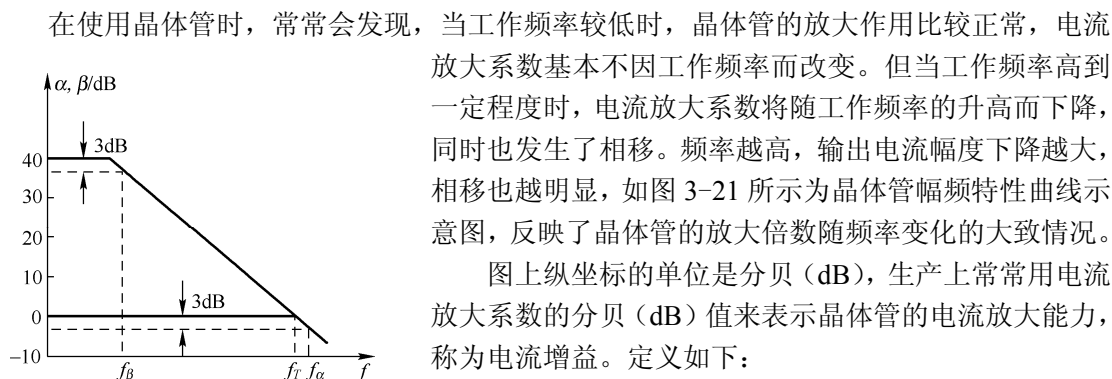 在使用晶体管时，常常会发现，当工作频率较低时，晶体管的放大作用比较正常，电流
放大系数基本不因工作频率而改变。但当工作频率高到
一定程度时，电流放大系数将随工作频率的升高而下降，
同时也发生了相移。频率越高，输出电流幅度下降越大，
相移也越明显，如图 3-21 所示为晶体管幅频特性曲线示
意图，反映了晶体管的放大倍数随频率变化的大致情况。
图上纵坐标的单位是分贝（dB），生产上常常用电流
放大系数的分贝（dB）值来表示晶体管的电流放大能力，
称为电流增益。定义如下：
α, β/dB
3dB
40
30
20
10
3dB
0
–10
fβ fT fα f